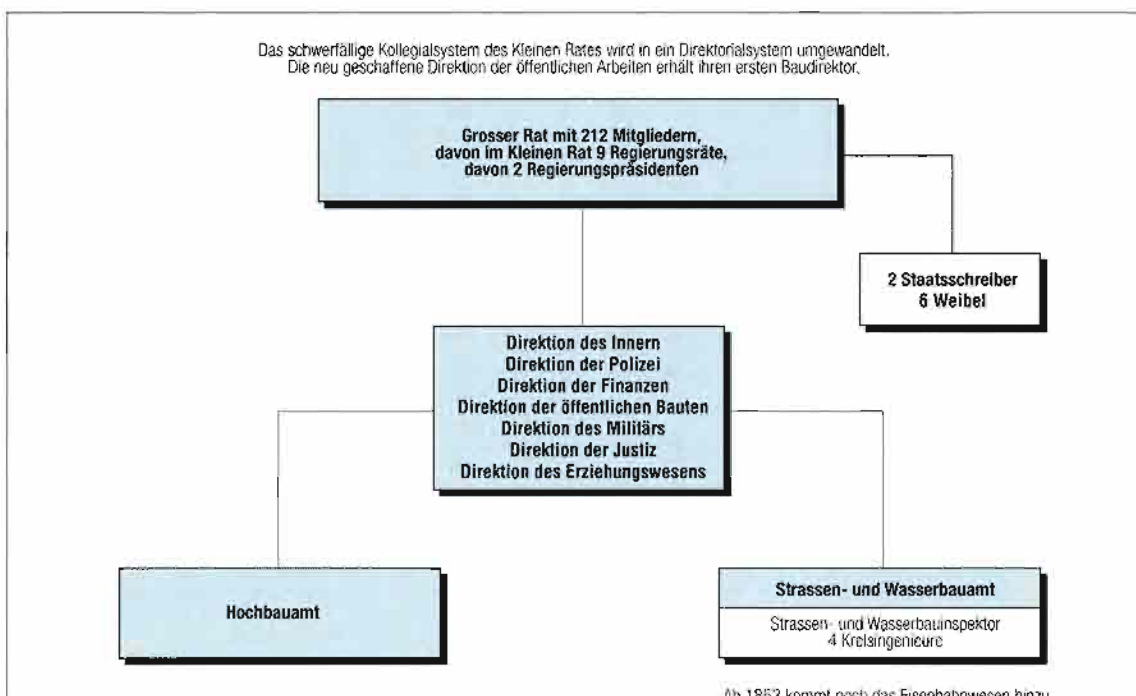 Das schwerfällige Kollegialsystem des Kleinen Rates wird in ein Direktorialsystem umgewandelt.
Die neu geschaffene Direktion der öffentlichen Arbeiten erhält ihren ersten Baudirektor.
Grosser Rat mit 212 Mitgliedern,
davon im Kleinen Rat 9 Regierungsräte,
davon 2 Regierungspräsidenten
2 Staatsschreiber
6 Weibel
Direktion des Innern
Direktion der Polizei
Direktion der Finanzen
Direktion der öffentlichen Bauten
Direktion des Militärs
Direktion der Justiz
Direktion des Erziehungswesens
Hochbauamt
Strassen- und Wasserbauamt
Strassen- und Wasserbauinspektor
4 Kreisingenieure
Ab 1853 kommt noch das Eisenbahnwesen hinzu